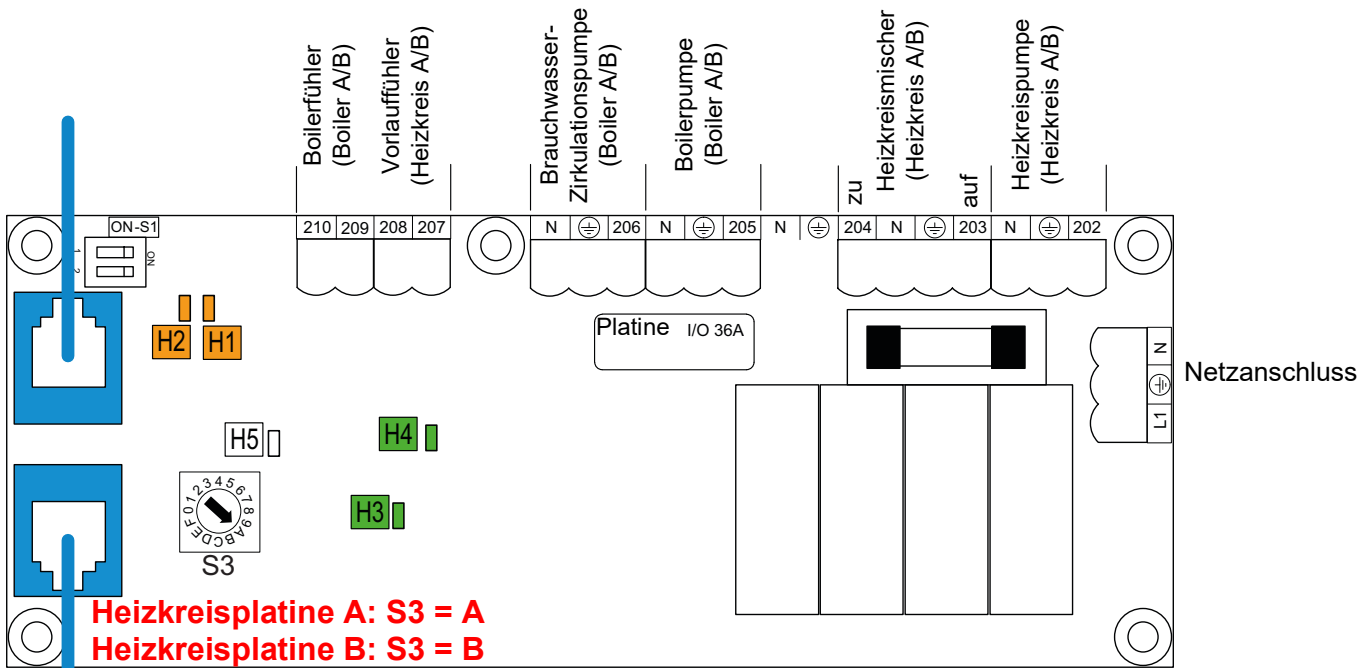 Boilerfühler
(Boiler A/B)
Vorlauffühler
(Heizkreis A/B)
Brauchwasser-
Zirkulationspumpe
(Boiler A/B)
Boilerpumpe
(Boiler A/B)
zu
Heizkreismischer
(Heizkreis A/B)
auf
Heizkreispumpe
(Heizkreis A/B)
ON-S1
1
2
ON
210 209 208 207
N 206 N 205 N 204 N 203 N 202
H2 H1
Platine I/O 36A
N
L1
Netzanschluss
H5
H4
H3
0123456789ABCDEF
S3
Heizkreisplatine A: S3 = A
Heizkreisplatine B: S3 = B